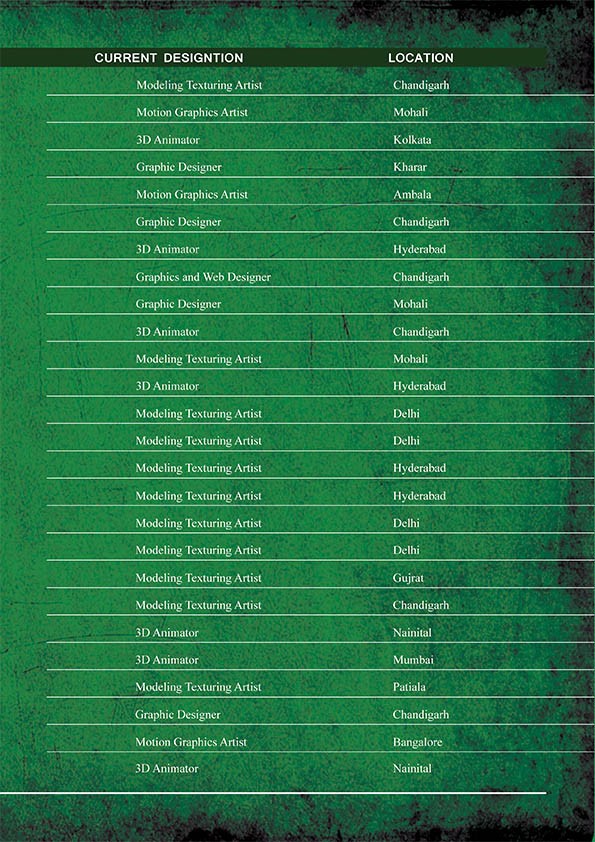 CURRENT DESIGNTION LOCATION
Modeling Texturing Artist Chandigarh
Motion Graphics Artist Mohali
3D Animator Kolkata
Graphic Designer Kharar
Motion Graphics Artist Ambala
Graphic Designer Chandigarh
3D Animator Hyderabad
Graphics and Web Designer Chandigarh
Graphic Designer Mohali
3D Animator Chandigarh
Modeling Texturing Artist Mohali
3D Animator Hyderabad
Modeling Texturing Artist Delhi
Modeling Texturing Artist Delhi
Modeling Texturing Artist Hyderabad
Modeling Texturing Artist Hyderabad
Modeling Texturing Artist Delhi
Modeling Texturing Artist Delhi
Modeling Texturing Artist Gujrat
Modeling Texturing Artist Chandigarh
3D Animator Nainital
3D Animator Mumbai
Modeling Texturing Artist Patiala
Graphic Designer Chandigarh
Motion Graphics Artist Bangalore
3D Animator Nainital